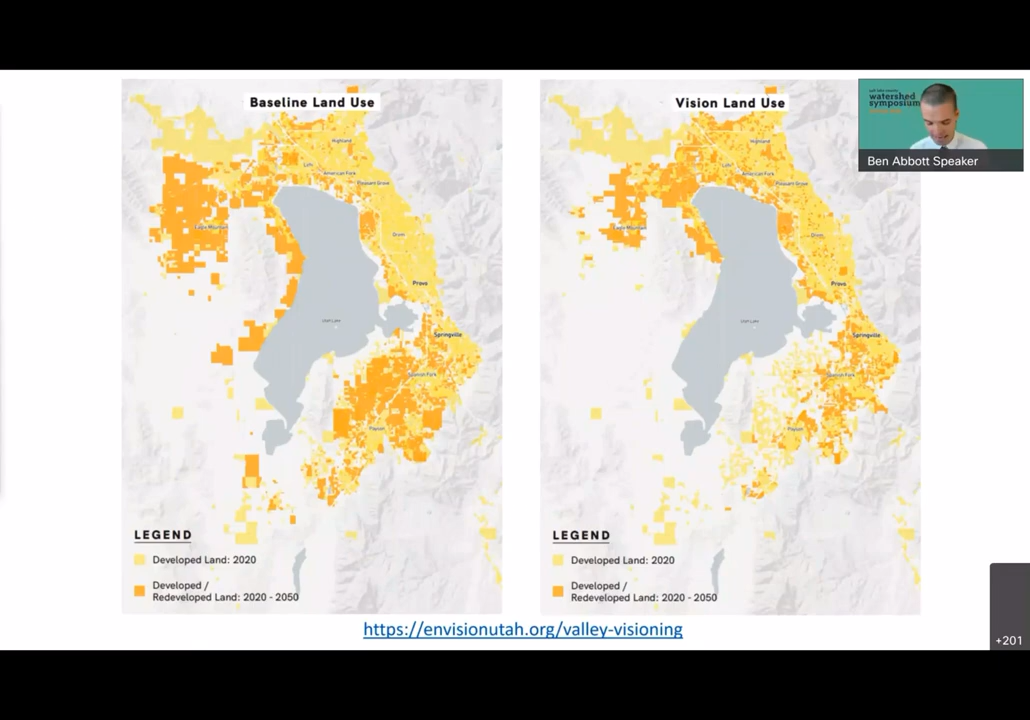 Baseline Land Use
Highland
Lehi
American Fork
Pleasant Grove
Eagle Mountain
Orem
Provo
Utah Lake
Springville
Spanish Fork
Payson
LEGEND
Developed Land: 2020
Developed /
Redeveloped Land: 2020 - 2050
Vision Land Use
Highland
Lehi
American Fork
Pleasant Grove
Eagle Mountain
Orem
Provo
Utah Lake
Springville
Spanish Fork
Payson
LEGEND
Developed Land: 2020
Developed /
Redeveloped Land: 2020 - 2050
https://envisionutah.org/valley-visioning
salt lake county
watershed
symposium
Ben Abbott Speaker
+201